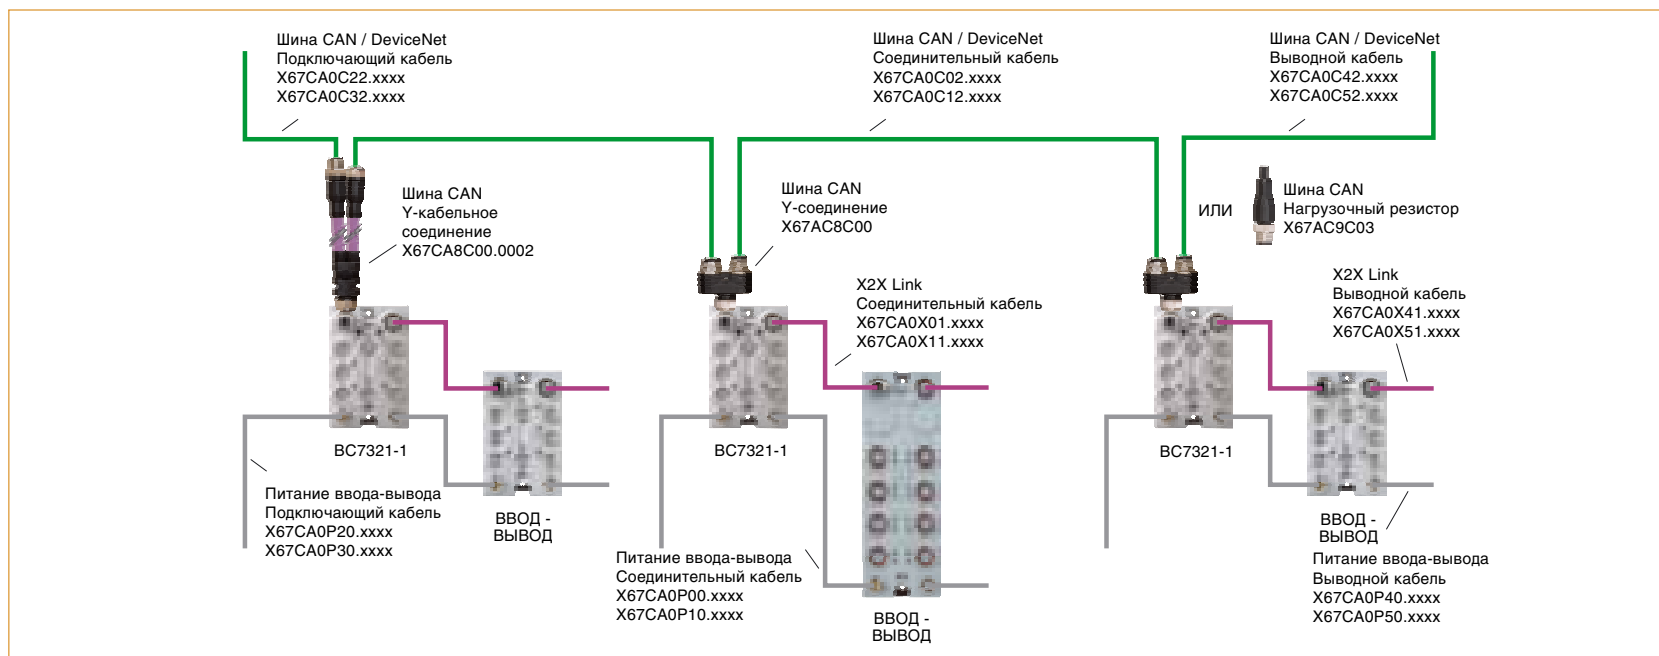 Шина CAN / DeviceNet
Подключающий кабель
X67CA0C22.xxxx
X67CA0C32.xxxx
Шина CAN / DeviceNet
Соединительный кабель
X67CA0C02.xxxx
X67CA0C12.xxxx
Шина CAN / DeviceNet
Выводной кабель
X67CA0C42.xxxx
X67CA0C52.xxxx
Шина CAN
Y-кабельное
соединение
X67CA8C00.0002
Шина CAN
Y-соединение
X67AC8C00
ИЛИ
Шина CAN
Нагрузочный резистор
X67AC9C03
X2X Link
Соединительный кабель
X67CA0X01.xxxx
X67CA0X11.xxxx
X2X Link
Выводной кабель
X67CA0X41.xxxx
X67CA0X51.xxxx
BC7321-1
BC7321-1
BC7321-1
Питание ввода-вывода
Подключающий кабель
X67CA0P20.xxxx
X67CA0P30.xxxx
ВВОД -
ВЫВОД
Питание ввода-вывода
Соединительный кабель
X67CA0P00.xxxx
X67CA0P10.xxxx
ВВОД -
ВЫВОД
ВВОД -
ВЫВОД
Питание ввода-вывода
Выводной кабель
X67CA0P40.xxxx
X67CA0P50.xxxx